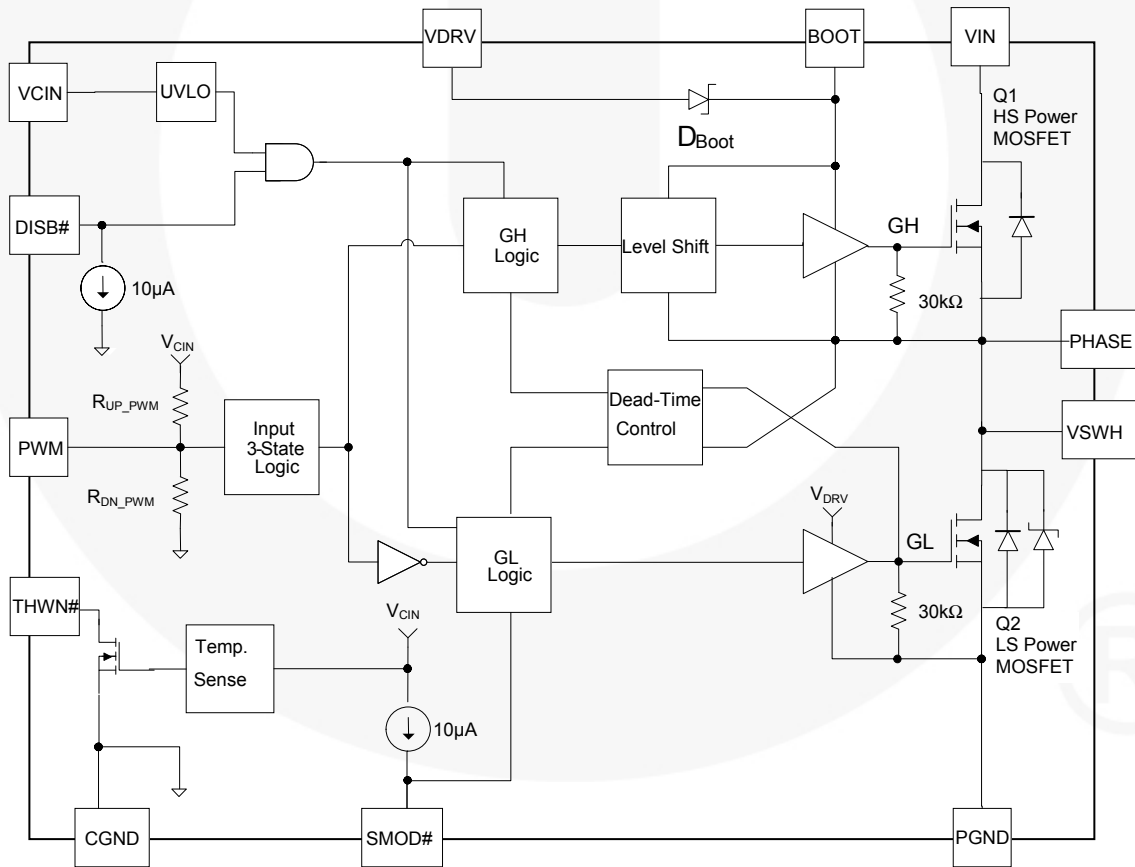 VDRV
BOOT
VIN
VCIN
UVLO
Q1
HS Power
MOSFET
DBoot
DISB#
GH
Logic
Level Shift
GH
10µA
30kΩ
VCIN
PHASE
RUP_PWM
Dead-Time
Control
PWM
Input
3-State
Logic
VSWH
RDN_PWM
VDRV
GL
Logic
GL
THWN#
VCIN
30kΩ
Q2
LS Power
MOSFET
Temp.
Sense
10µA
R
CGND
SMOD#
PGND